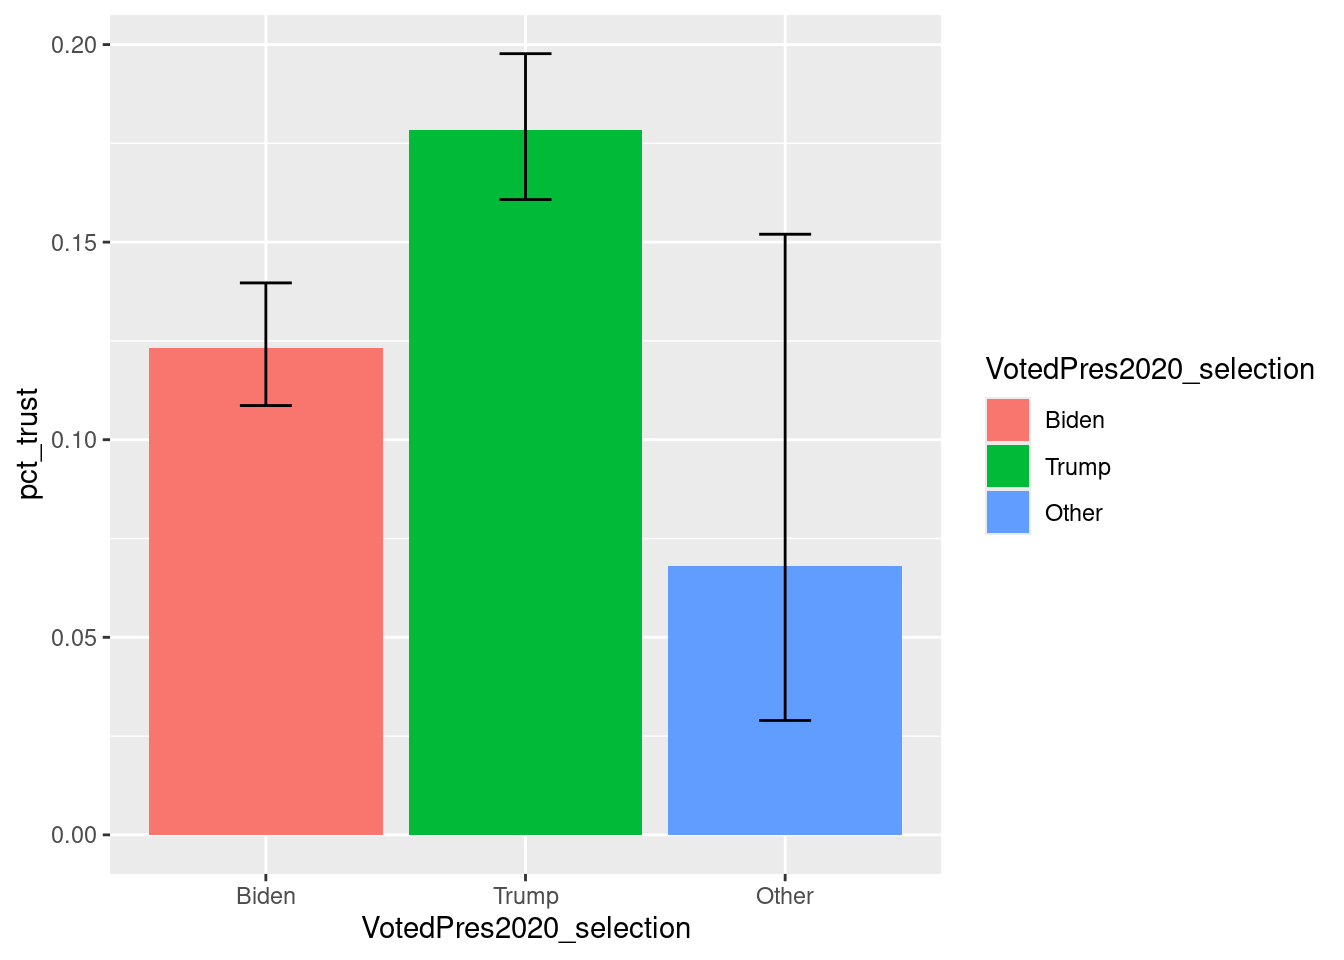 0.20
0.15
0.10
0.05
0.00
pct_trust
Biden
Trump
Other
VotedPres2020_selection
VotedPres2020_selection
Biden
Trump
Other